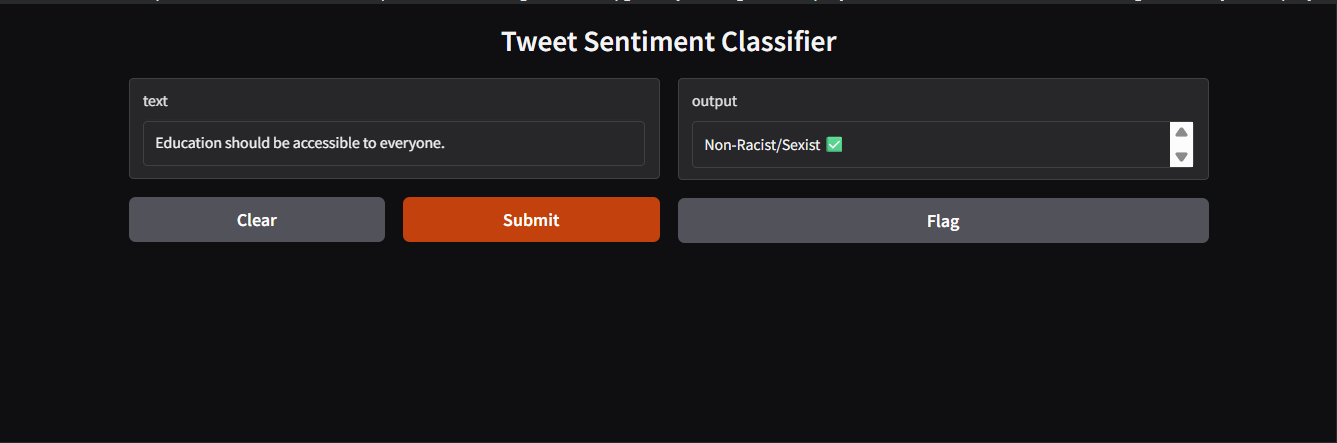 Tweet Sentiment Classifier
text
Education should be accessible to everyone.
output
Non-Racist/Sexist ✅
Clear
Submit
Flag